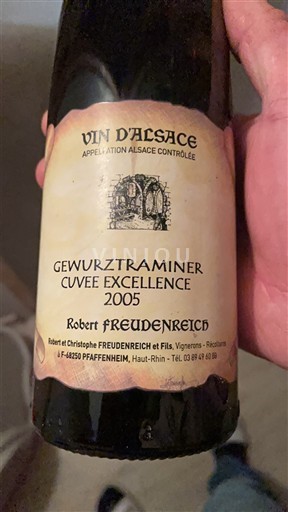 VIN D'ALSACE
APPELLATION ALSACE CONTRÔLÉE
VINIOU
GEWURZTRAMINER
CUVEE EXCELLENCE
2005
Robert FREUDENREICH
Robert et Christophe FREUDENREICH et Fils, Vignerons - Récoltants
à F-68250 PFAFFENHEIM, Haut-Rhin - Tél. 03 89 49 60 88